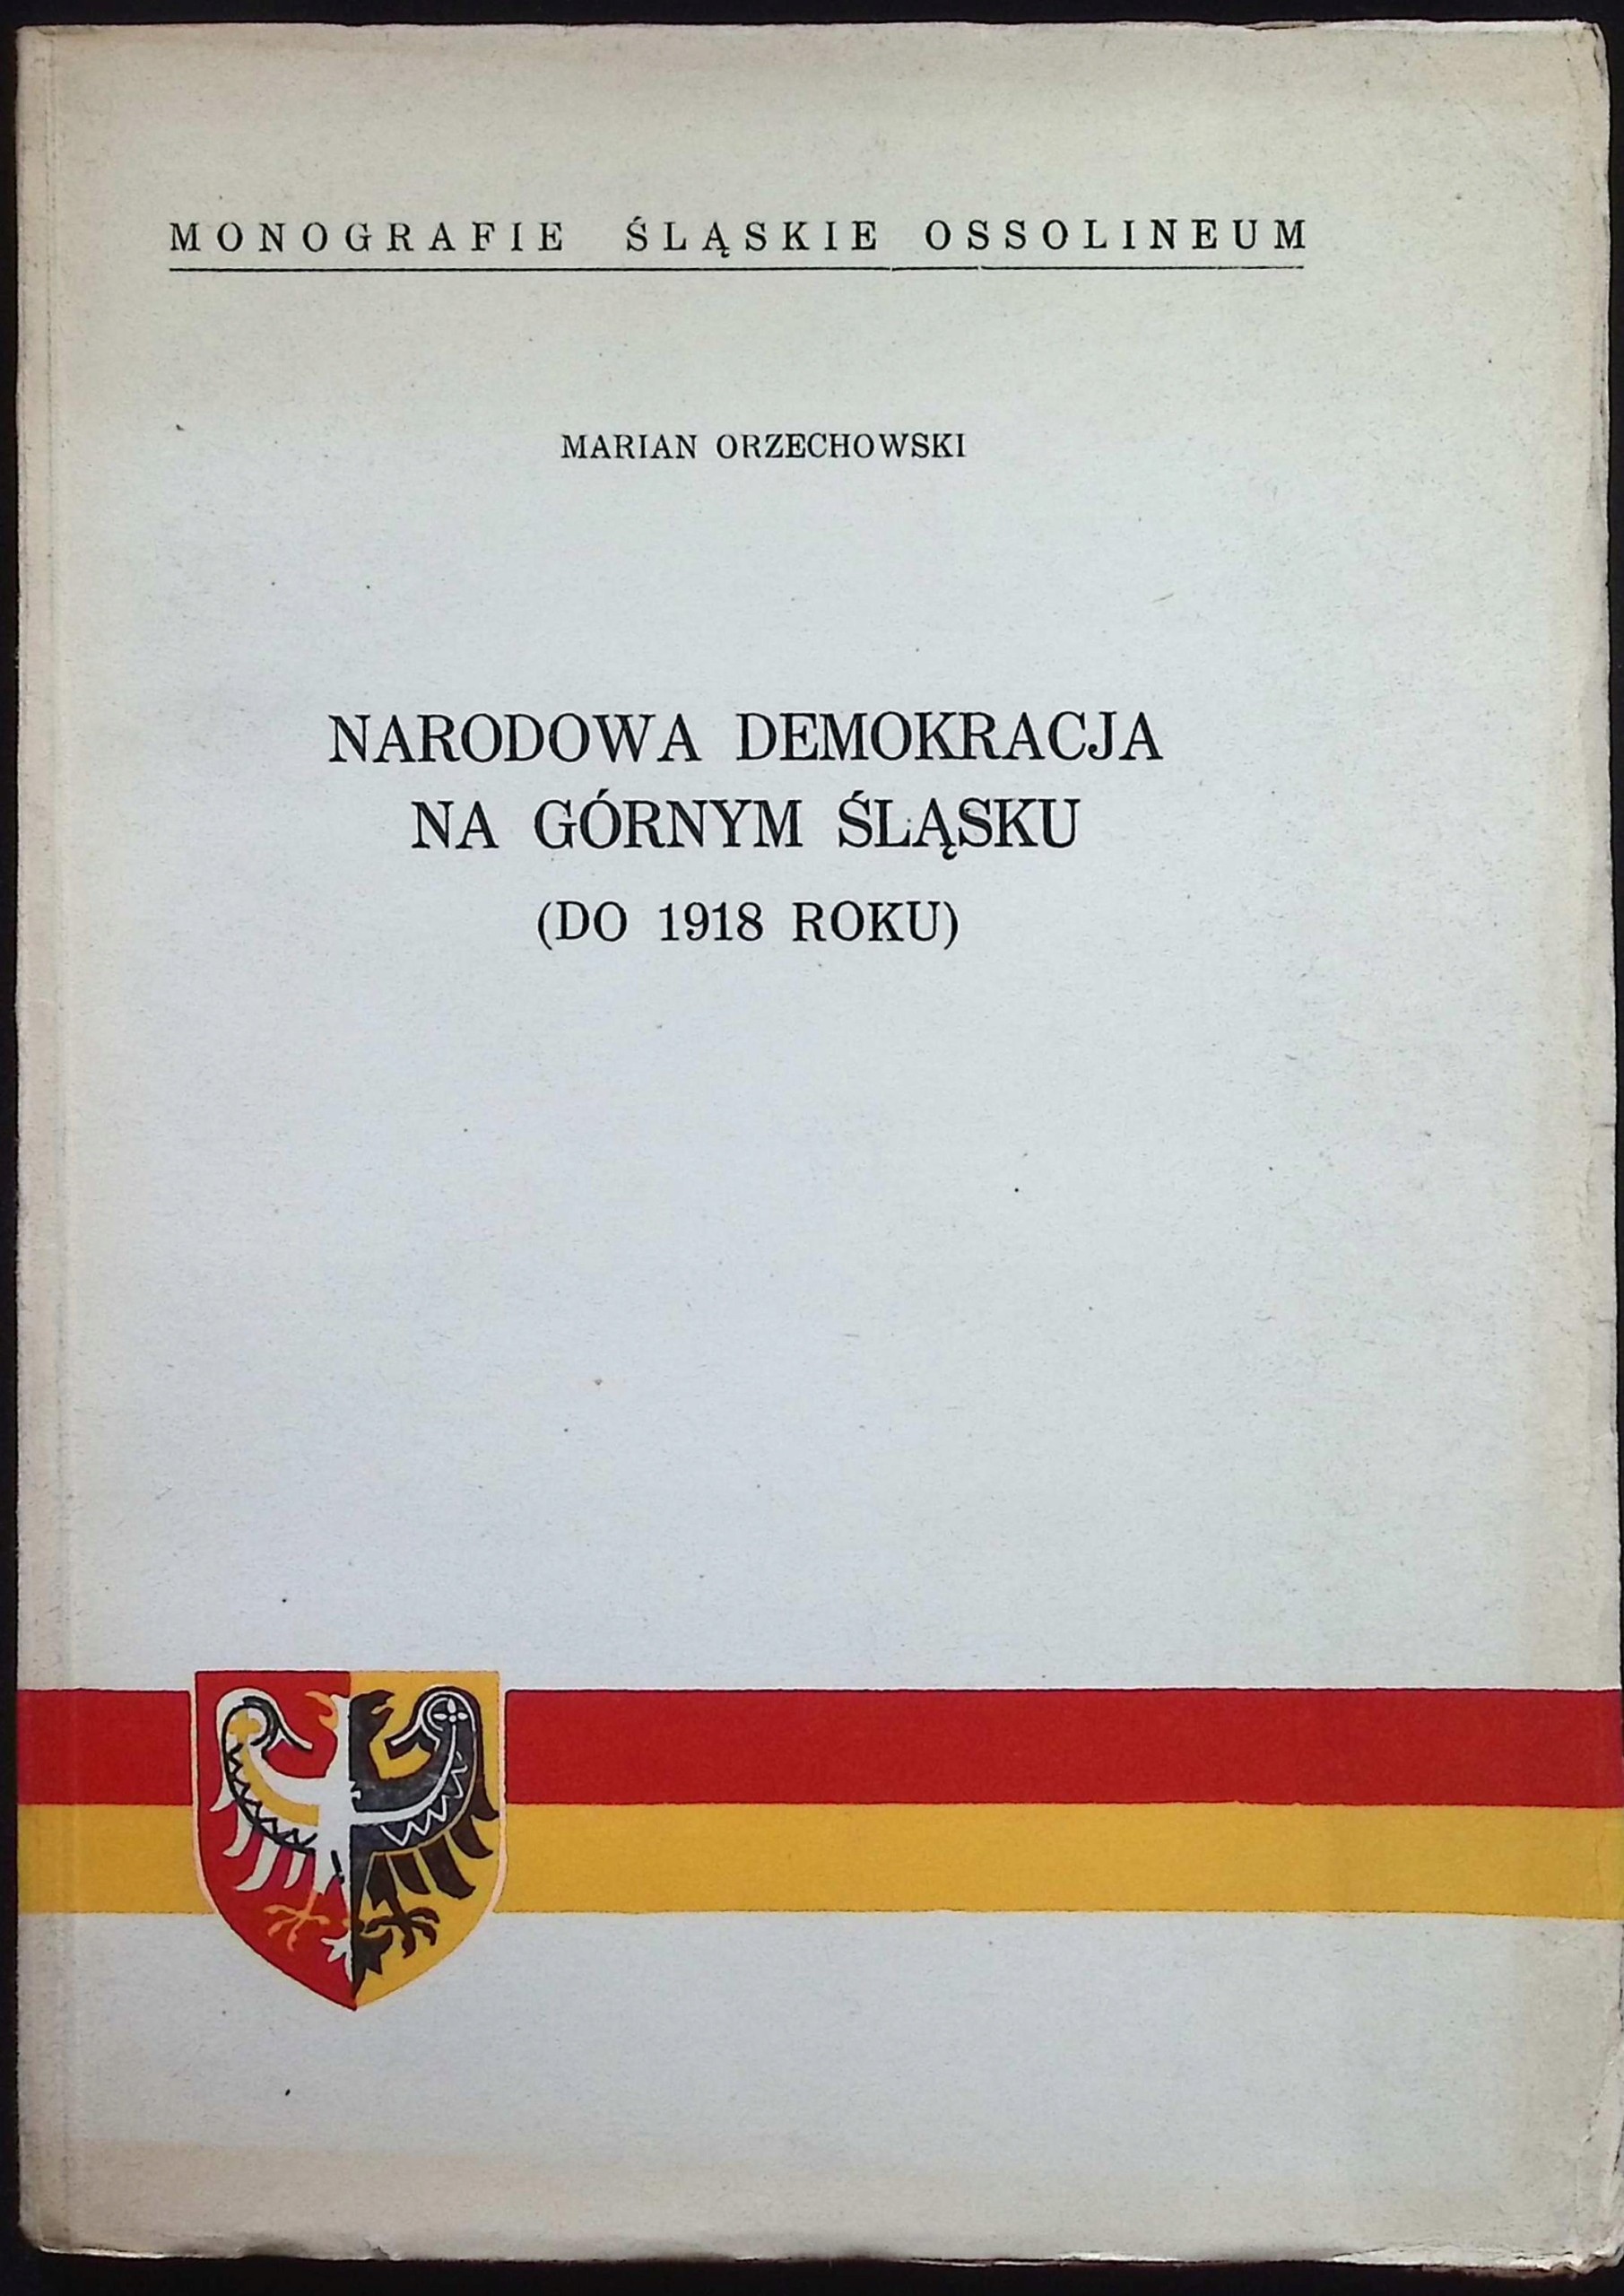 MONOGRAFIE ŚLĄSKIE OSSOLINEUM
MARIAN ORZECHOWSKI
NARODOWA DEMOKRACJA
NA GÓRNYM ŚLĄSKU
(DO 1918 ROKU)